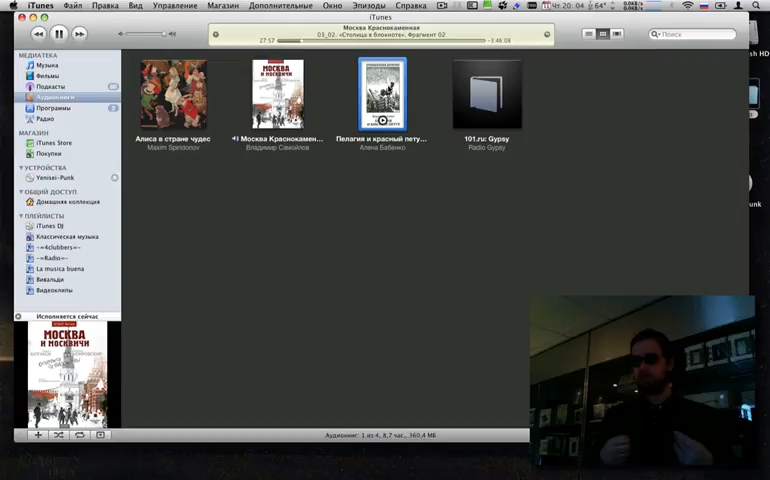 iTunes Файл Правка Вид Управление Магазин Дополнительные Окно Эпизоды Справка Чт 20:04 64°
iTunes
Москва Краснокаменная
01_02. «Столица в блокноте», Фрагмент 02
27:57 -3:46:09
Поиск
МЕДИАТЕКА
Музыка
Фильмы
Подкасты
Аудиокниги
Программы
Радио
МАГАЗИН
iTunes Store
Покупки
УСТРОЙСТВА
Yenisei-Punk
ОБЩИЙ ДОСТУП
Домашняя коллекция
ПЛЕЙЛИСТЫ
iTunes DJ
Классическая музыка
-=4clubbers=-
-=Radio=-
La musica buena
Вивальди
Видеоклипы
Исполняется сейчас
МОСКВА
И МОСКВИЧИ
МОСКВА
И МОСКВИЧИ
Алиса в стране чудес
Maxim Spiridonov
Москва Краснокамен...
Владимир Самойлов
Пелагия и красный пету...
Алена Бабенко
101.ru: Gypsy
Radio Gypsy
Аудиокниг: 1 из 4, 8,7 час., 360,4 МБ